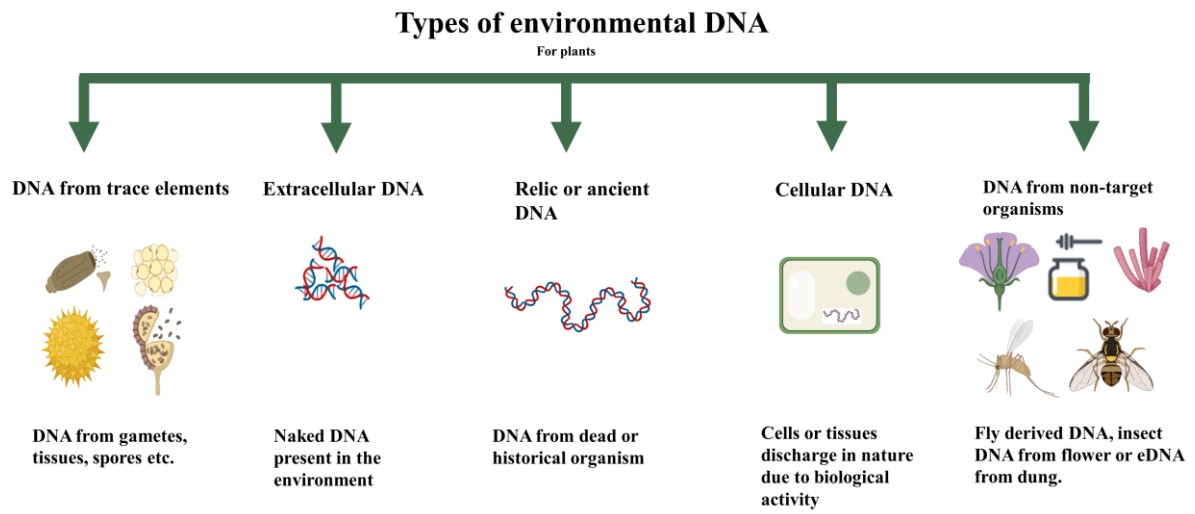 Types of environmental DNA
For plants
DNA from trace elements
Extracellular DNA
Relic or ancient
DNA
Cellular DNA
DNA from non-target
organisms
DNA from gametes,
tissues, spores etc.
Naked DNA
present in the
environment
DNA from dead or
historical organism
Cells or tissues
discharge in nature
due to biological
activity
Fly derived DNA, insect
DNA from flower or eDNA
from dung.